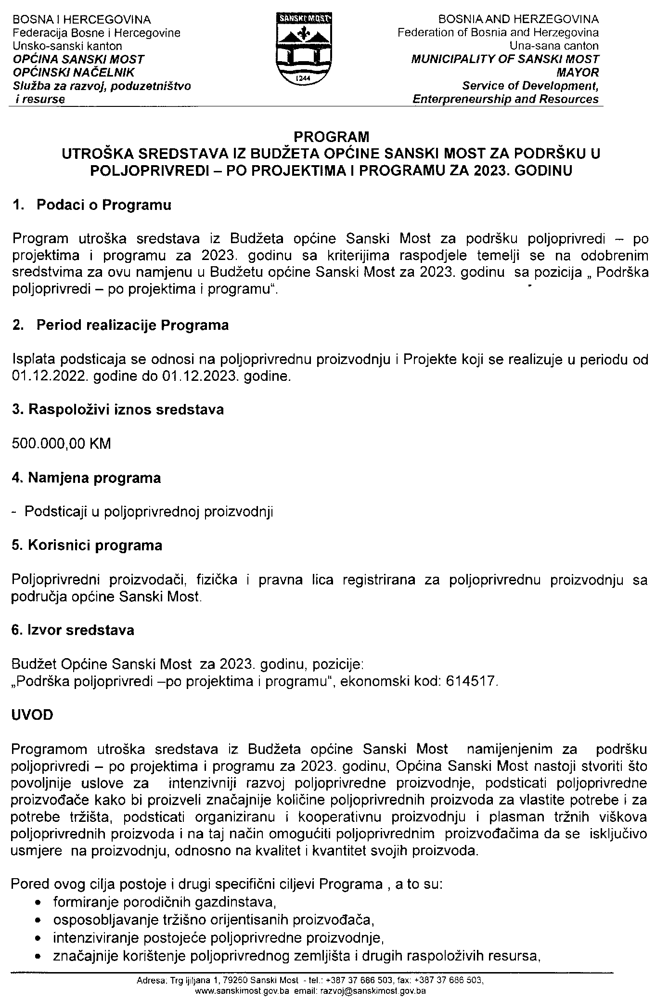 BOSNA I HERCEGOVINA
Federacija Bosne i Hercegovine
Unsko-sanski kanton
OPĆINA SANSKI MOST
OPĆINSKI NAČELNIK
Služba za razvoj, poduzetništvo
i resurse
SANSKI MOST
1244
BOSNIA AND HERZEGOVINA
Federation of Bosnia and Herzegovina
Una-sana canton
MUNICIPALITY OF SANSKI MOST
MAYOR
Service of Development,
Enterpreneurship and Resources
PROGRAM
UTROŠKA SREDSTAVA IZ BUDŽETA OPĆINE SANSKI MOST ZA PODRŠKU U
POLJOPRIVREDI – PO PROJEKTIMA I PROGRAMU ZA 2023. GODINU
1. Podaci o Programu
Program utroška sredstava iz Budžeta općine Sanski Most za podršku poljoprivredi – po
projektima i programu za 2023. godinu sa kriterijima raspodjele temelji se na odobrenim
sredstvima za ovu namjenu u Budžetu općine Sanski Most za 2023. godinu sa pozicija „ Podrška
poljoprivredi – po projektima i programu“.
2. Period realizacije Programa
Isplata podsticaja se odnosi na poljoprivrednu proizvodnju i Projekte koji se realizuje u periodu od
01.12.2022. godine do 01.12.2023. godine.
3. Raspoloživi iznos sredstava
500.000,00 KM
4. Namjena programa
- Podsticaji u poljoprivrednoj proizvodnji
5. Korisnici programa
Poljoprivredni proizvodači, fizička i pravna lica registrirana za poljoprivrednu proizvodnju sa
područja općine Sanski Most.
6. Izvor sredstava
Budžet Općine Sanski Most za 2023. godinu, pozicije:
„Podrška poljoprivredi –po projektima i programu“, ekonomski kod: 614517.
UVOD
Programom utroška sredstava iz Budžeta općine Sanski Most namijenjenim za podršku
poljoprivredi – po projektima i programu za 2023. godinu, Općina Sanski Most nastoji stvoriti što
povoljnije uslove za intenzivniji razvoj poljoprivredne proizvodnje, podsticati poljoprivredne
proizvođače kako bi proizveli značajnije količine poljoprivrednih proizvoda za vlastite potrebe i za
potrebe tržišta, podsticati organiziranu i kooperativnu proizvodnju i plasman tržnih viškova
poljoprivrednih proizvoda i na taj način omogućiti poljoprivrednim proizvođačima da se isključivo
usmjere na proizvodnju, odnosno na kvalitet i kvantitet svojih proizvoda.
Pored ovog cilja postoje i drugi specifični ciljevi Programa , a to su:
• formiranje porodičnih gazdinstava,
• osposobljavanje tržišno orijentisanih proizvođača,
• intenziviranje postojeće poljoprivredne proizvodnje,
• značajnije korištenje poljoprivrednog zemljišta i drugih raspoloživih resursa,
Adresa: Trg ljiljana 1, 79260 Sanski Most - tel.: +387 37 686 503, fax: +387 37 686 503,
www.sanskimost.gov.ba email: razvoj@sanskimost.gov.ba